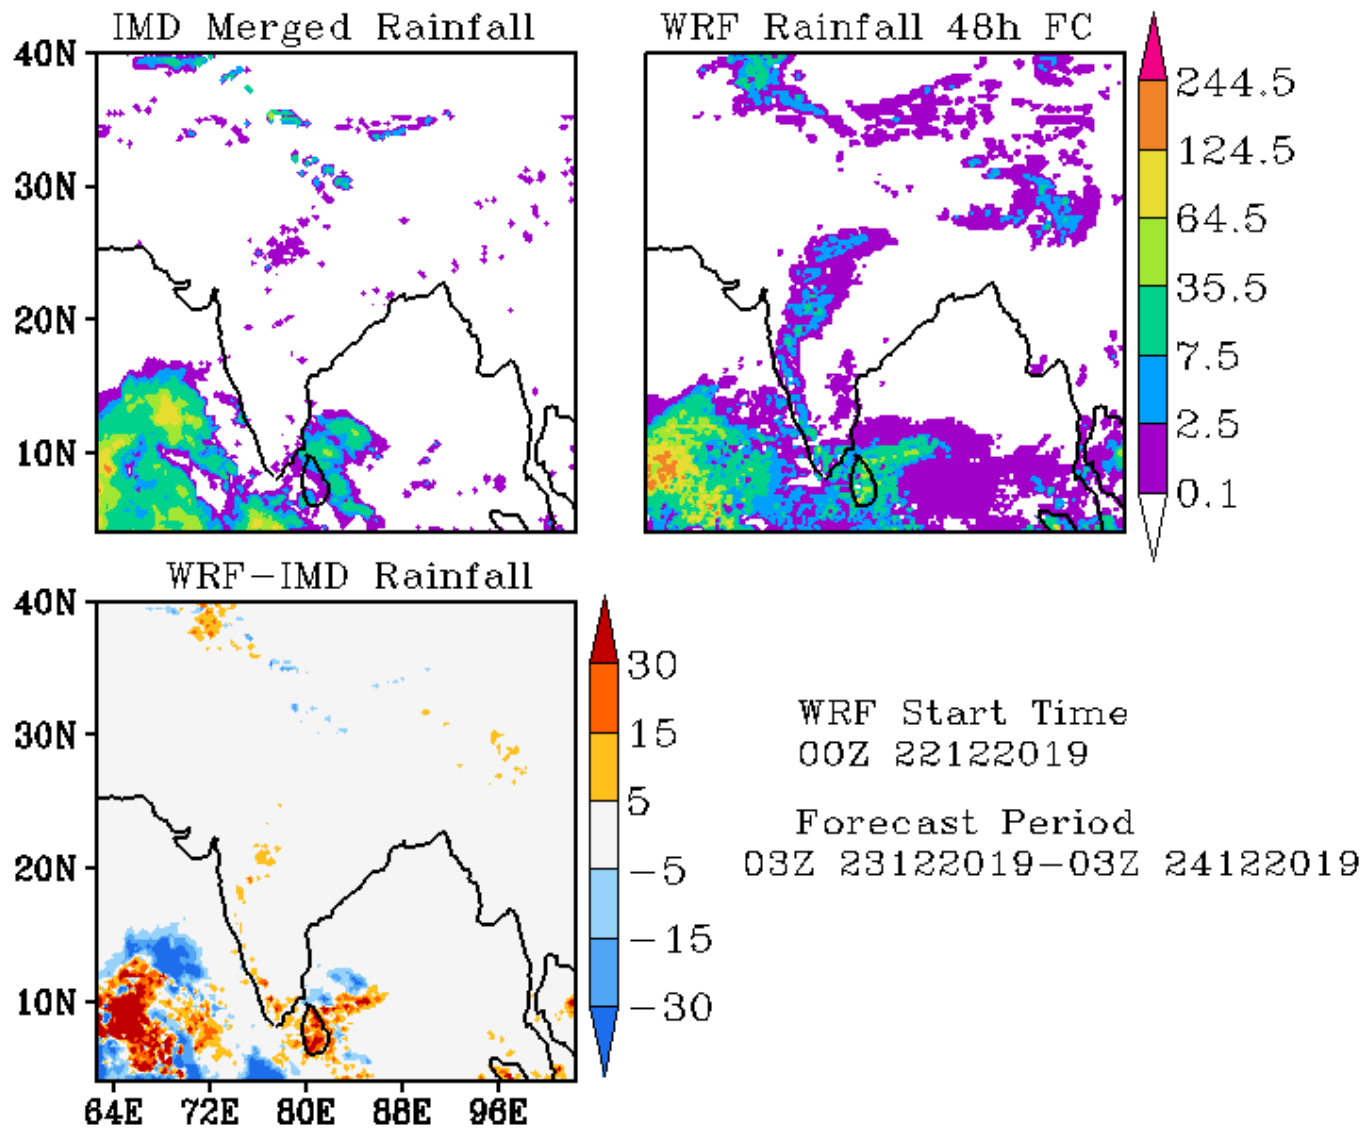 IMD Merged Rainfall
WRF Rainfall 48h FC
40N
30N
20N
10N
244.5
124.5
64.5
35.5
7.5
2.5
0.1
WRF-IMD Rainfall
40N
30N
20N
10N
64E 72E 80E 88E 96E
30
15
5
-5
-15
-30
WRF Start Time
00Z 22122019
Forecast Period
03Z 23122019-03Z 24122019